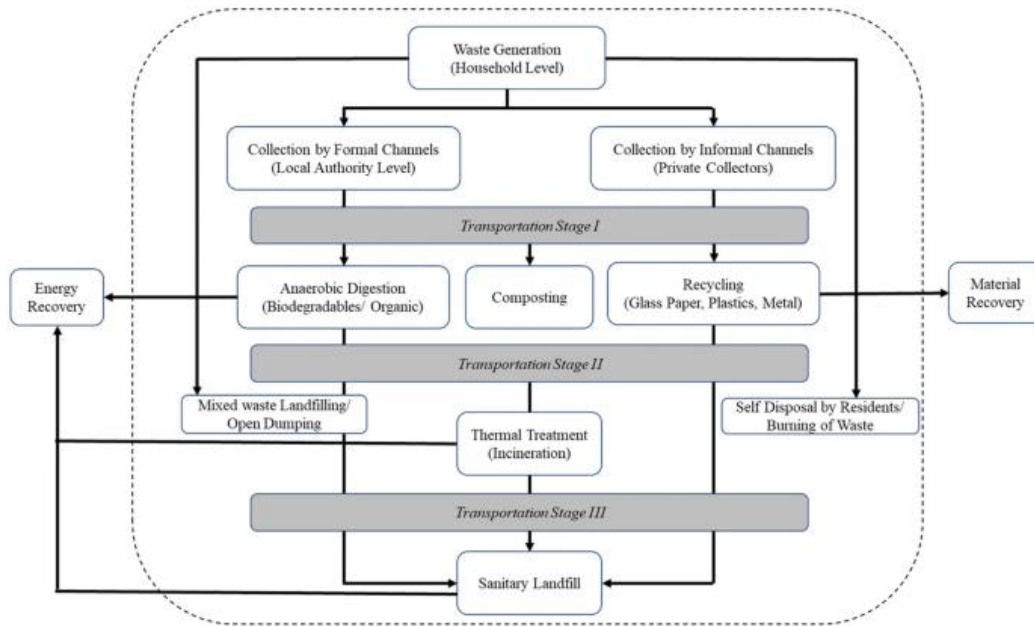 Waste Generation
(Household Level)
Collection by Formal Channels
(Local Authority Level)
Collection by Informal Channels
(Private Collectors)
Transportation Stage I
Energy
Recovery
Anaerobic Digestion
(Biodegradables/ Organic)
Composting
Recycling
(Glass Paper, Plastics, Metal)
Material
Recovery
Transportation Stage II
Mixed waste Landfilling/
Open Dumping
Thermal Treatment
(Incineration)
Self Disposal by Residents/
Burning of Waste
Transportation Stage III
Sanitary Landfill